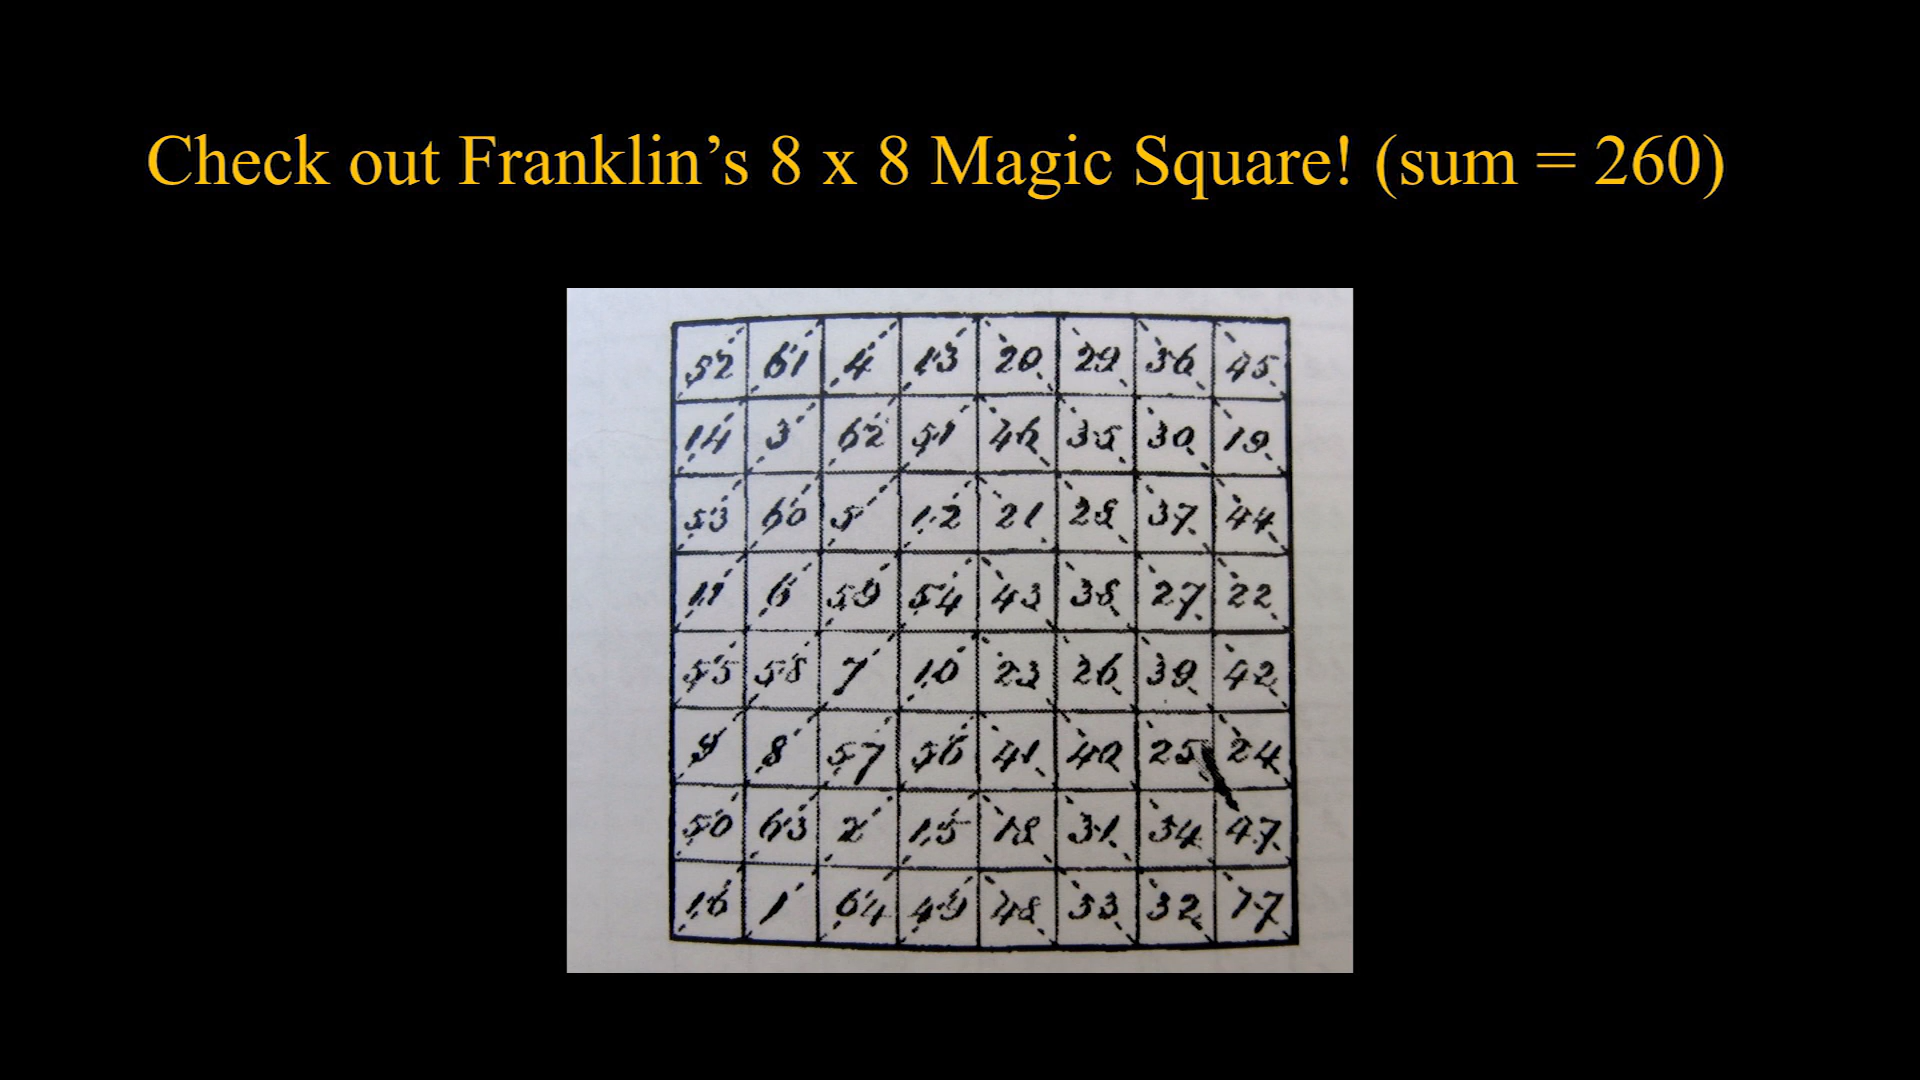 Check out Franklin’s 8 x 8 Magic Square! (sum = 260)
52 61 4 13 20 29 36 45
14 3 62 51 46 35 30 19
53 60 5 12 21 28 37 44
11 6 59 54 43 38 27 22
55 58 7 10 23 26 39 42
9 8 57 56 41 40 25 24
50 63 2 15 18 31 34 47
16 1 64 49 48 33 32 17